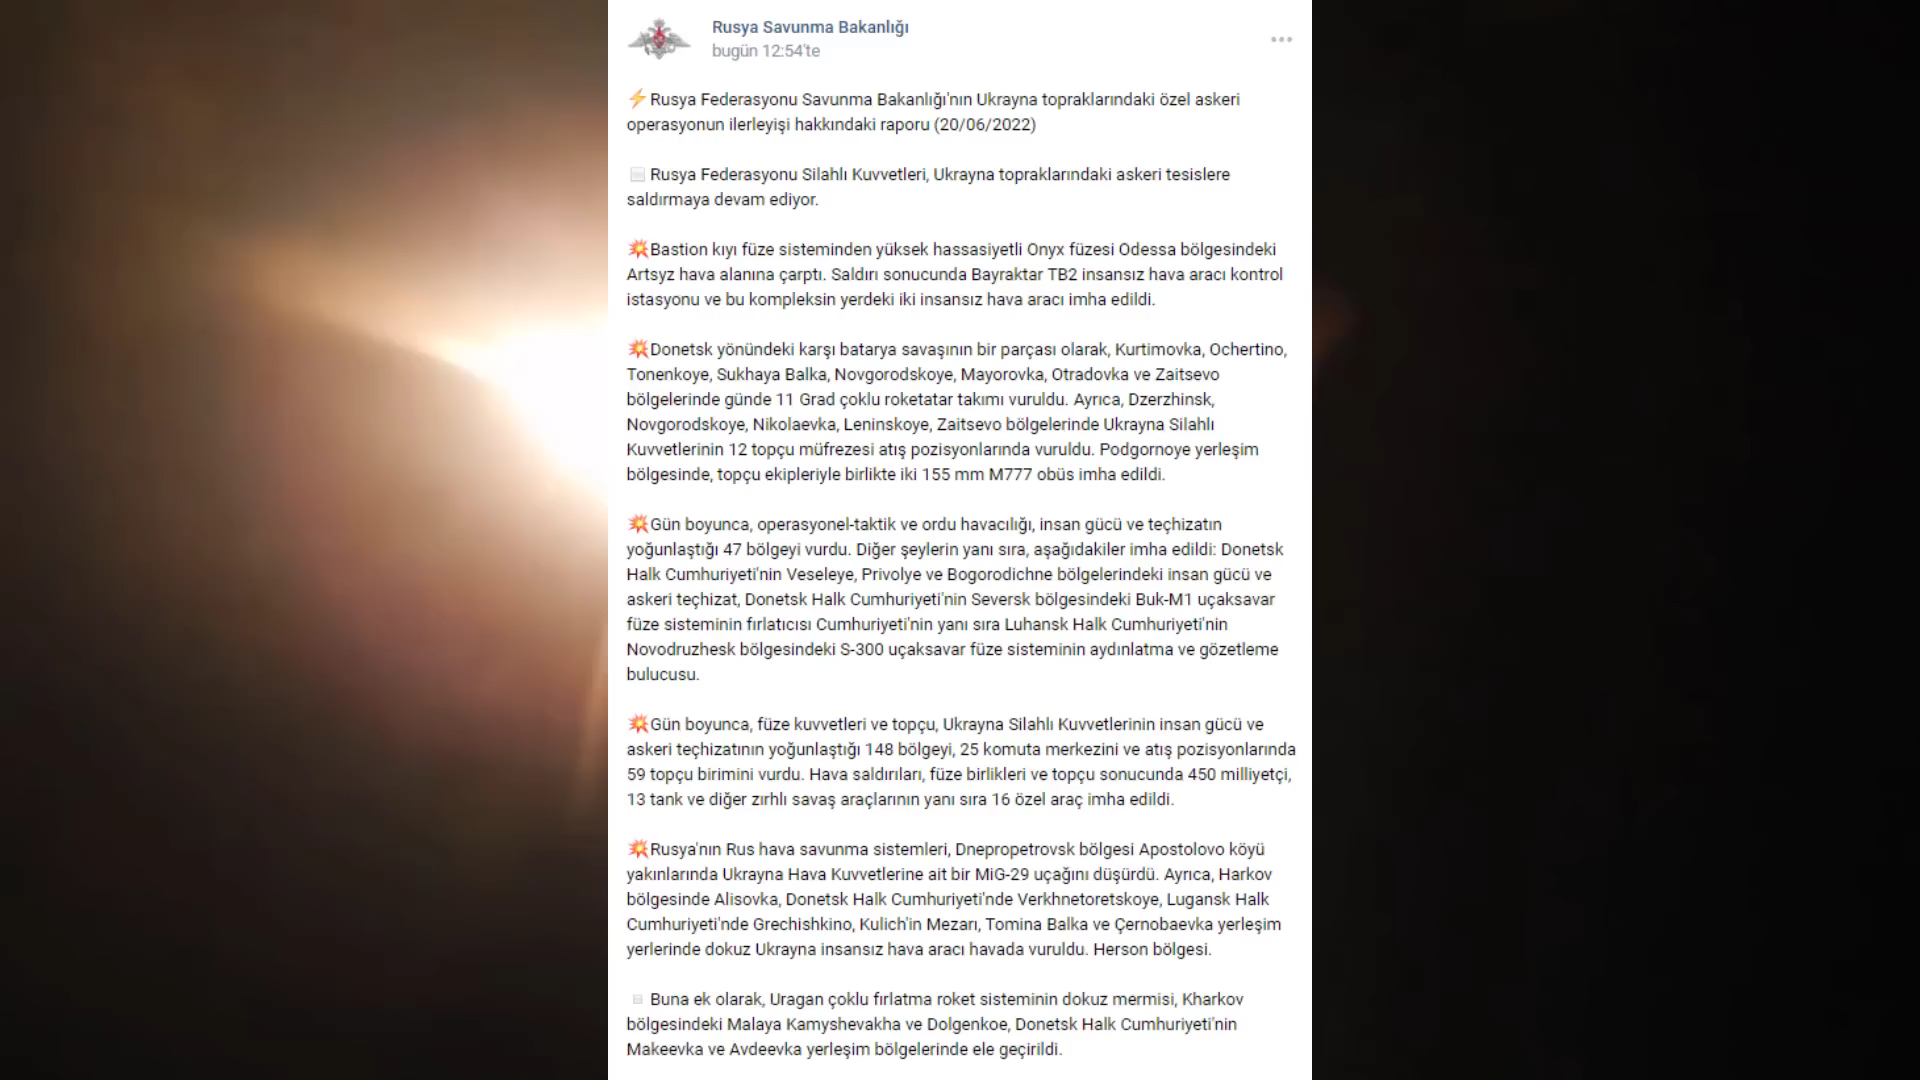 Rusya Savunma Bakanlığı
bugün 12:54'te
⚡Rusya Federasyonu Savunma Bakanlığı'nın Ukrayna topraklarındaki özel askeri
operasyonun ilerleyişi hakkındaki raporu (20/06/2022)
Rusya Federasyonu Silahlı Kuvvetleri, Ukrayna topraklarındaki askeri tesislere
saldırmaya devam ediyor.
💥Bastion kıyı füze sisteminden yüksek hassasiyetli Onyx füzesi Odessa bölgesindeki
Artsyz hava alanına çarptı. Saldırı sonucunda Bayraktar TB2 insansız hava aracı kontrol
istasyonu ve bu kompleksin yerdeki iki insansız hava aracı imha edildi.
💥Donetsk yönündeki karşı batarya savaşının bir parçası olarak, Kurtimovka, Ochertino,
Tonenkoye, Sukhaya Balka, Novgorodskoye, Mayorovka, Otradovka ve Zaitsevo
bölgelerinde günde 11 Grad çoklu roketatar takımı vuruldu. Ayrıca, Dzerzhinsk,
Novgorodskoye, Nikolaevka, Leninskoye, Zaitsevo bölgelerinde Ukrayna Silahlı
Kuvvetlerinin 12 topçu müfrezesi atış pozisyonlarında vuruldu. Podgornoye yerleşim
bölgesinde, topçu ekipleriyle birlikte iki 155 mm M777 obüs imha edildi.
💥Gün boyunca, operasyonel-taktik ve ordu havacılığı, insan gücü ve teçhizatın
yoğunlaştığı 47 bölgeyi vurdu. Diğer şeylerin yanı sıra, aşağıdakiler imha edildi: Donetsk
Halk Cumhuriyeti'nin Veseleye, Privolye ve Bogorodichne bölgelerindeki insan gücü ve
askeri teçhizat, Donetsk Halk Cumhuriyeti'nin Seversk bölgesindeki Buk-M1 uçaksavar
füze sisteminin fırlatıcısı Cumhuriyeti'nin yanı sıra Luhansk Halk Cumhuriyeti'nin
Novodruzhesk bölgesindeki S-300 uçaksavar füze sisteminin aydınlatma ve gözetleme
bulucusu.
💥Gün boyunca, füze kuvvetleri ve topçu, Ukrayna Silahlı Kuvvetlerinin insan gücü ve
askeri teçhizatının yoğunlaştığı 148 bölgeyi, 25 komuta merkezini ve atış pozisyonlarında
59 topçu birimini vurdu. Hava saldırıları, füze birlikleri ve topçu sonucunda 450 milliyetçi,
13 tank ve diğer zırhlı savaş araçlarının yanı sıra 16 özel araç imha edildi.
💥Rusya'nın Rus hava savunma sistemleri, Dnepropetrovsk bölgesi Apostolovo köyü
yakınlarında Ukrayna Hava Kuvvetlerine ait bir MiG-29 uçağını düşürdü. Ayrıca, Harkov
bölgesinde Alisovka, Donetsk Halk Cumhuriyeti'nde Verkhnetoretskoye, Lugansk Halk
Cumhuriyeti'nde Grechishkino, Kulich'in Mezarı, Tomina Balka ve Çernobaevka yerleşim
yerlerinde dokuz Ukrayna insansız hava aracı havada vuruldu. Herson bölgesi.
Buna ek olarak, Uragan çoklu fırlatma roket sisteminin dokuz mermisi, Kharkov
bölgesindeki Malaya Kamyshevakha ve Dolgenkoe, Donetsk Halk Cumhuriyeti'nin
Makeevka ve Avdeevka yerleşim bölgelerinde ele geçirildi.